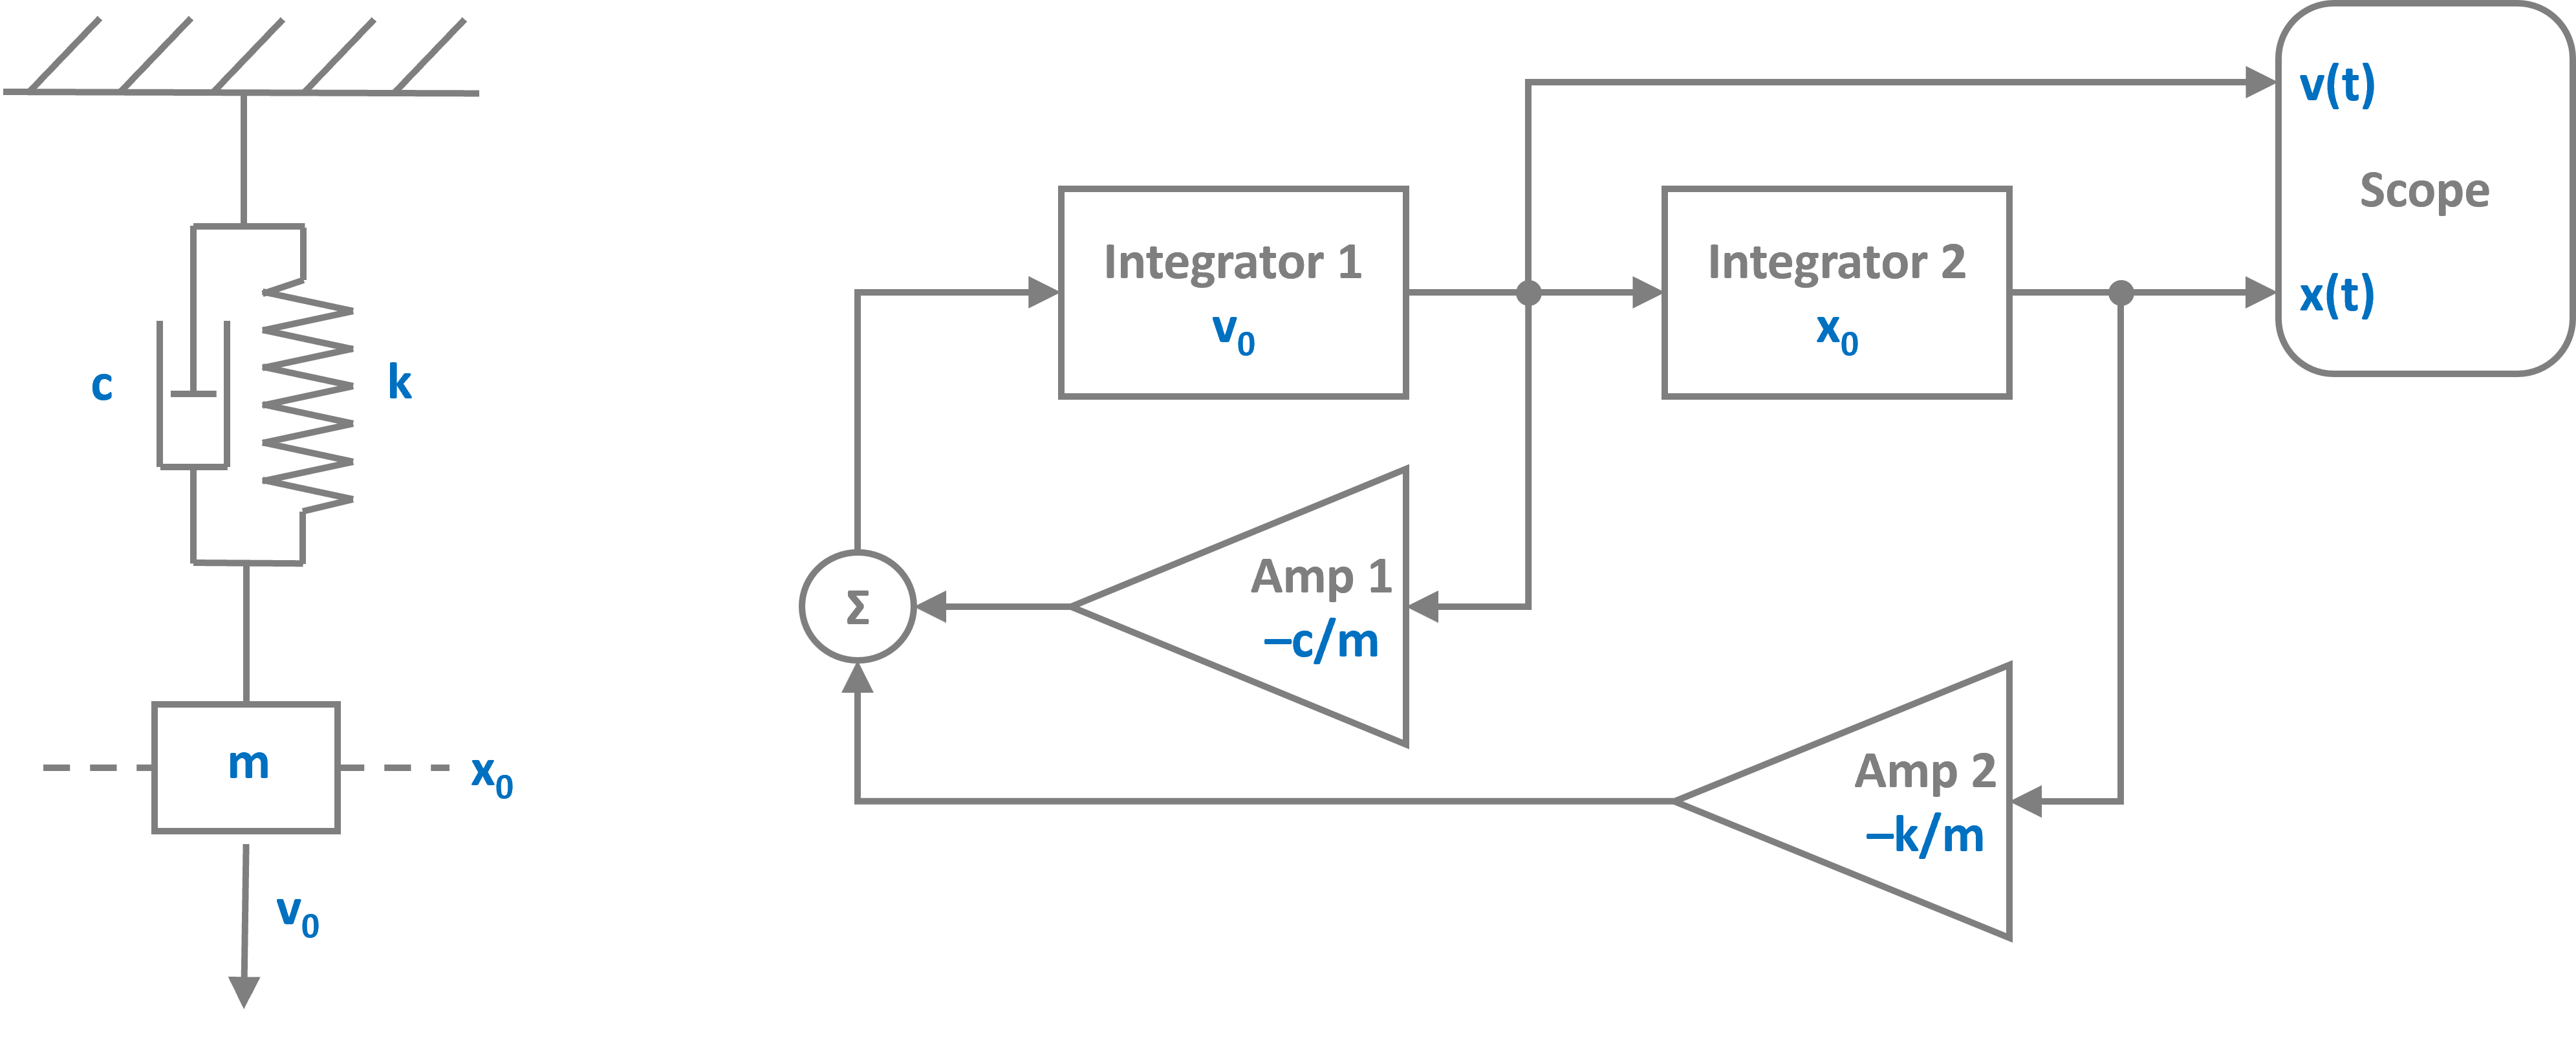 c
k
m
x₀
v₀
Integrator 1
v₀
Integrator 2
x₀
v(t)
Scope
x(t)
Σ
Amp 1
–c/m
Amp 2
–k/m